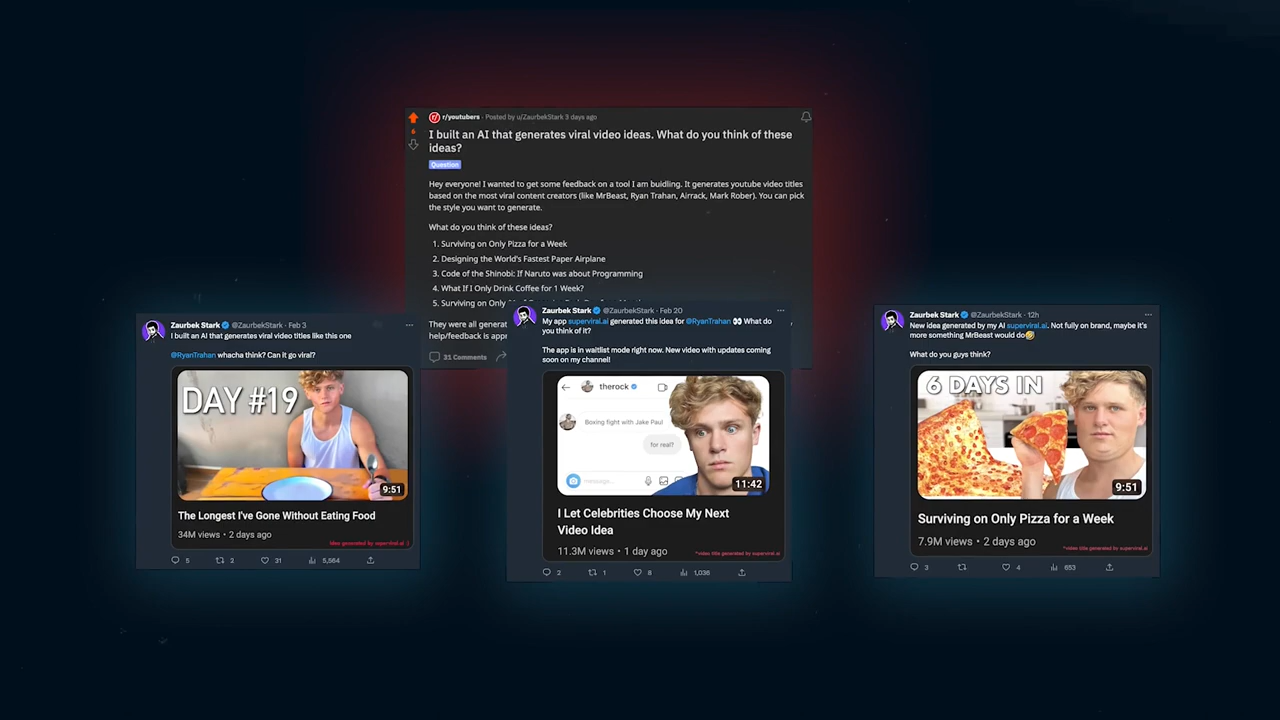 r/youtubers · Posted by u/ZaurbekStark 3 days ago
I built an AI that generates viral video ideas. What do you think of these
ideas?
6
Question
Hey everyone! I wanted to get some feedback on a tool I am buidling. It generates youtube video titles
based on the most viral content creators (like MrBeast, Ryan Trahan, Airrack, Mark Rober). You can pick
the style you want to generate.
What do you think of these ideas?
1. Surviving on Only Pizza for a Week
2. Designing the World's Fastest Paper Airplane
3. Code of the Shinobi: If Naruto was about Programming
4. What If I Only Drink Coffee for 1 Week?
5. Surviving on Only
They were all generat
help/feedback is appr
31 Comments
Zaurbek Stark @ZaurbekStark · Feb 3
I built an AI that generates viral video titles like this one
@RyanTrahan whacha think? Can it go viral?
DAY #19
9:51
The Longest I've Gone Without Eating Food
34M views · 2 days ago
Idea generated by superviral.ai :)
5 2 31 5,564
Zaurbek Stark @ZaurbekStark · Feb 20
My app superviral.ai generated this idea for @RyanTrahan 👀 What do
you think of it?
The app is in waitlist mode right now. New video with updates coming
soon on my channel!
therock
Boxing fight with Jake Paul
for real?
message...
11:42
I Let Celebrities Choose My Next
Video Idea
11.3M views · 1 day ago
*video title generated by superviral.ai
2 1 8 1,036
Zaurbek Stark @ZaurbekStark · 12h
New idea generated by my AI superviral.ai. Not fully on brand, maybe it's
more something MrBeast would do🤣
What do you guys think?
6 DAYS IN
9:51
Surviving on Only Pizza for a Week
7.9M views · 2 days ago
*video title generated by superviral.ai
3 4 653